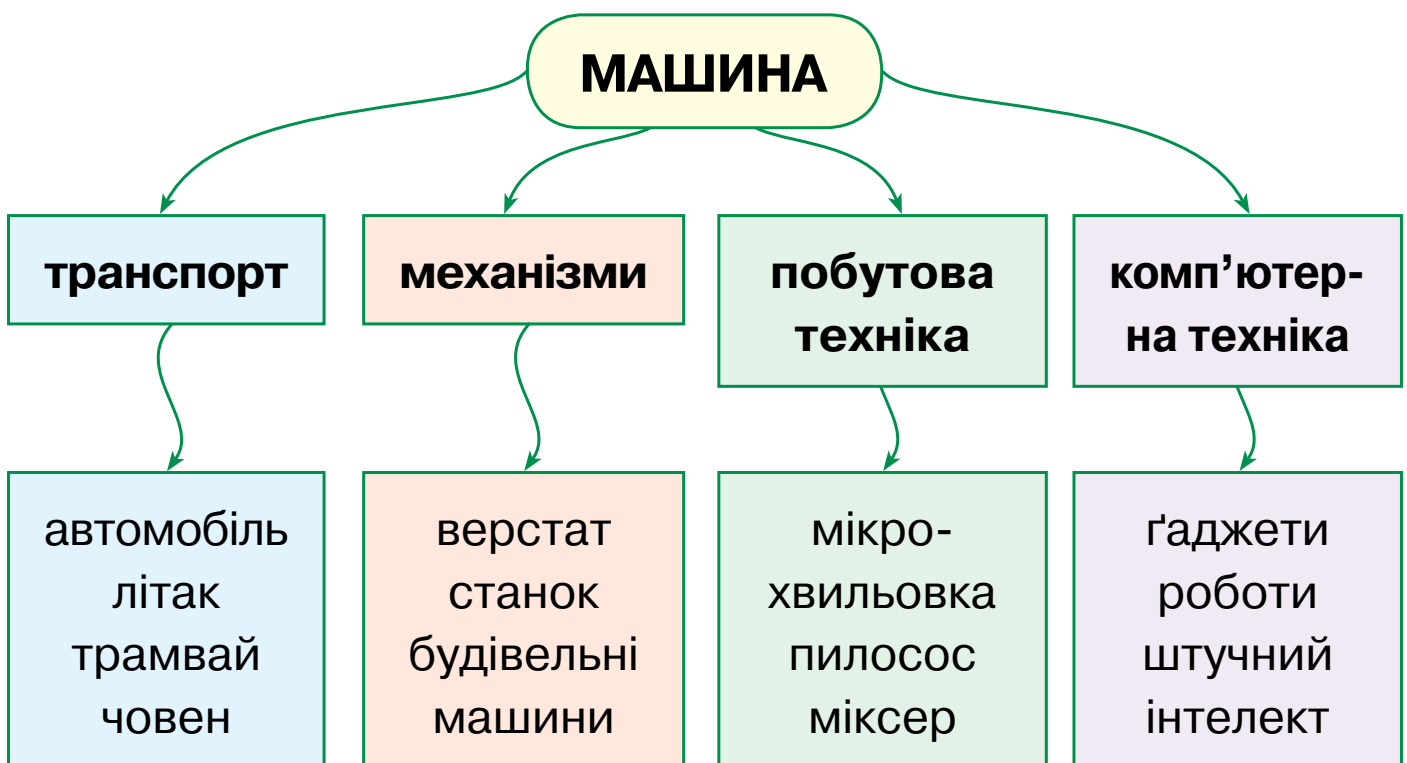 МАШИНА
транспорт
механізми
побутова
техніка
комп’ютер-
на техніка
автомобіль
літак
трамвай
човен
верстат
станок
будівельні
машини
мікро-
хвильовка
пилосос
міксер
ґаджети
роботи
штучний
інтелект